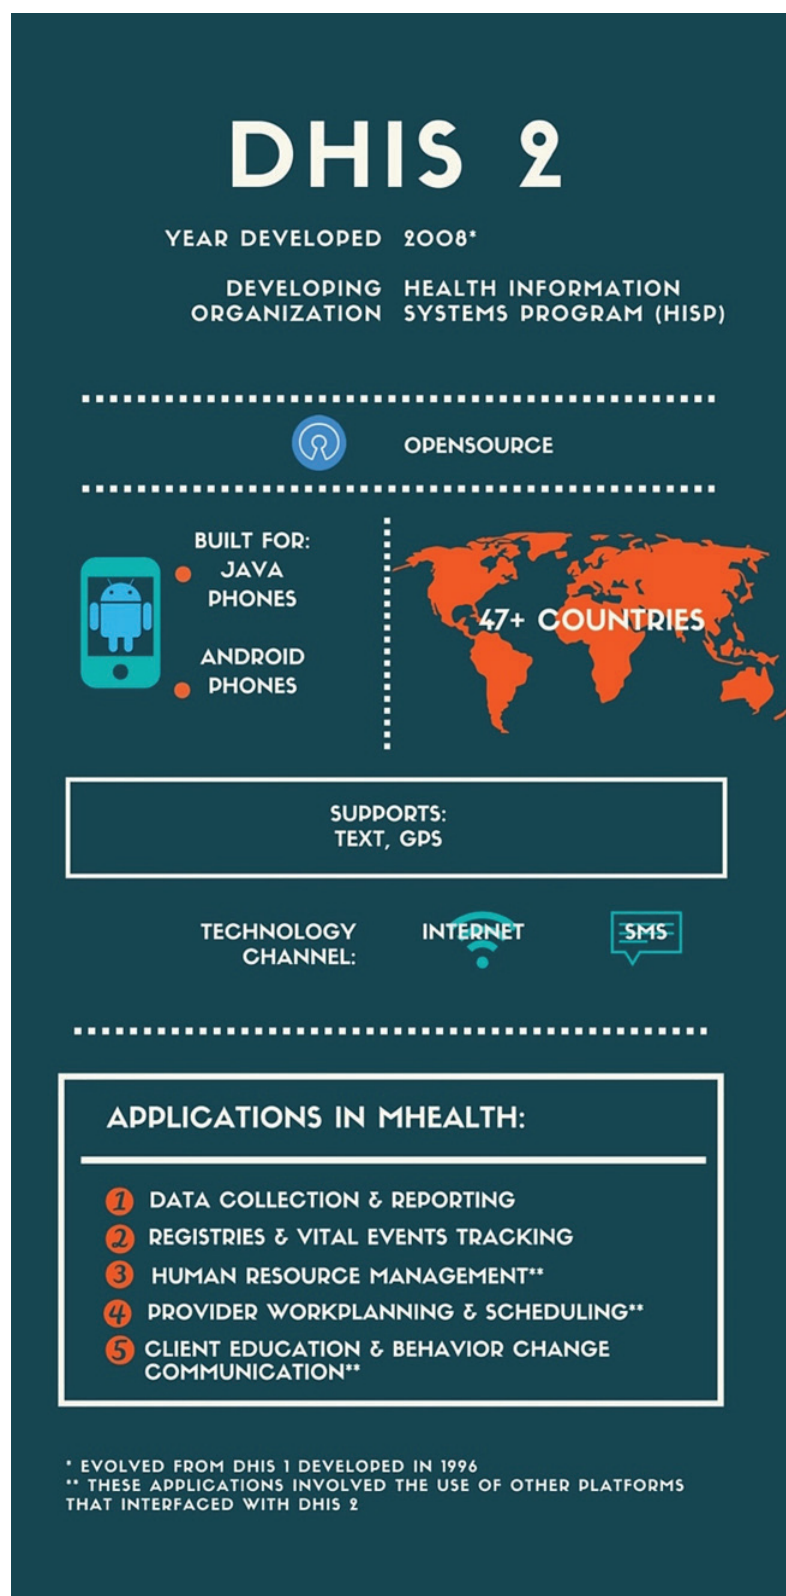 DHIS 2
YEAR DEVELOPED 2008*
DEVELOPING HEALTH INFORMATION
ORGANIZATION SYSTEMS PROGRAM (HISP)
OPENSOURCE
BUILT FOR:
JAVA
PHONES
ANDROID
PHONES
47+ COUNTRIES
SUPPORTS:
TEXT, GPS
TECHNOLOGY
CHANNEL:
INTERNET
SMS
APPLICATIONS IN MHEALTH:
1 DATA COLLECTION & REPORTING
2 REGISTRIES & VITAL EVENTS TRACKING
3 HUMAN RESOURCE MANAGEMENT**
4 PROVIDER WORKPLANNING & SCHEDULING**
5 CLIENT EDUCATION & BEHAVIOR CHANGE
COMMUNICATION**
* EVOLVED FROM DHIS 1 DEVELOPED IN 1996
** THESE APPLICATIONS INVOLVED THE USE OF OTHER PLATFORMS
THAT INTERFACED WITH DHIS 2